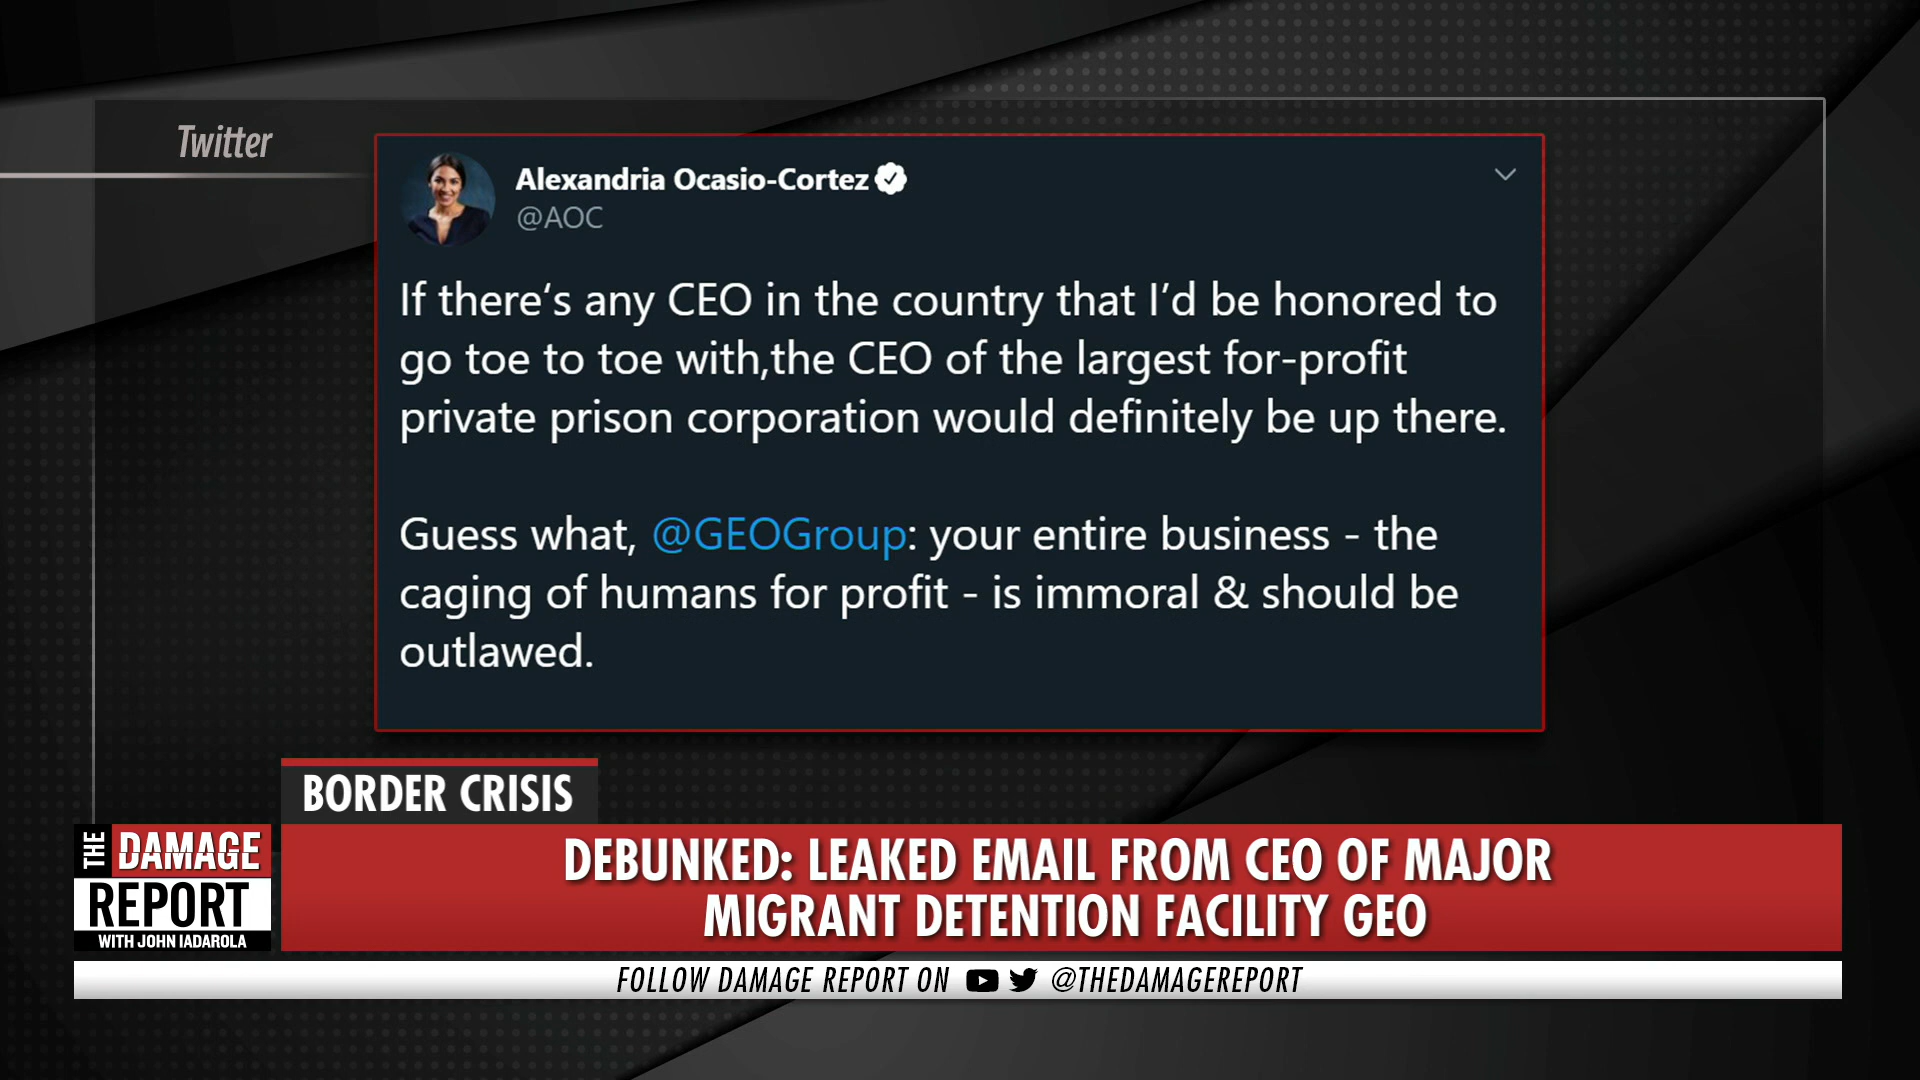 Twitter
Alexandria Ocasio-Cortez
@AOC
If there‘s any CEO in the country that I’d be honored to
go toe to toe with,the CEO of the largest for-profit
private prison corporation would definitely be up there.
Guess what, @GEOGroup: your entire business - the
caging of humans for profit - is immoral & should be
outlawed.
BORDER CRISIS
THE DAMAGE
REPORT
WITH JOHN IADAROLA
DEBUNKED: LEAKED EMAIL FROM CEO OF MAJOR
MIGRANT DETENTION FACILITY GEO
FOLLOW DAMAGE REPORT ON @THEDAMAGEREPORT